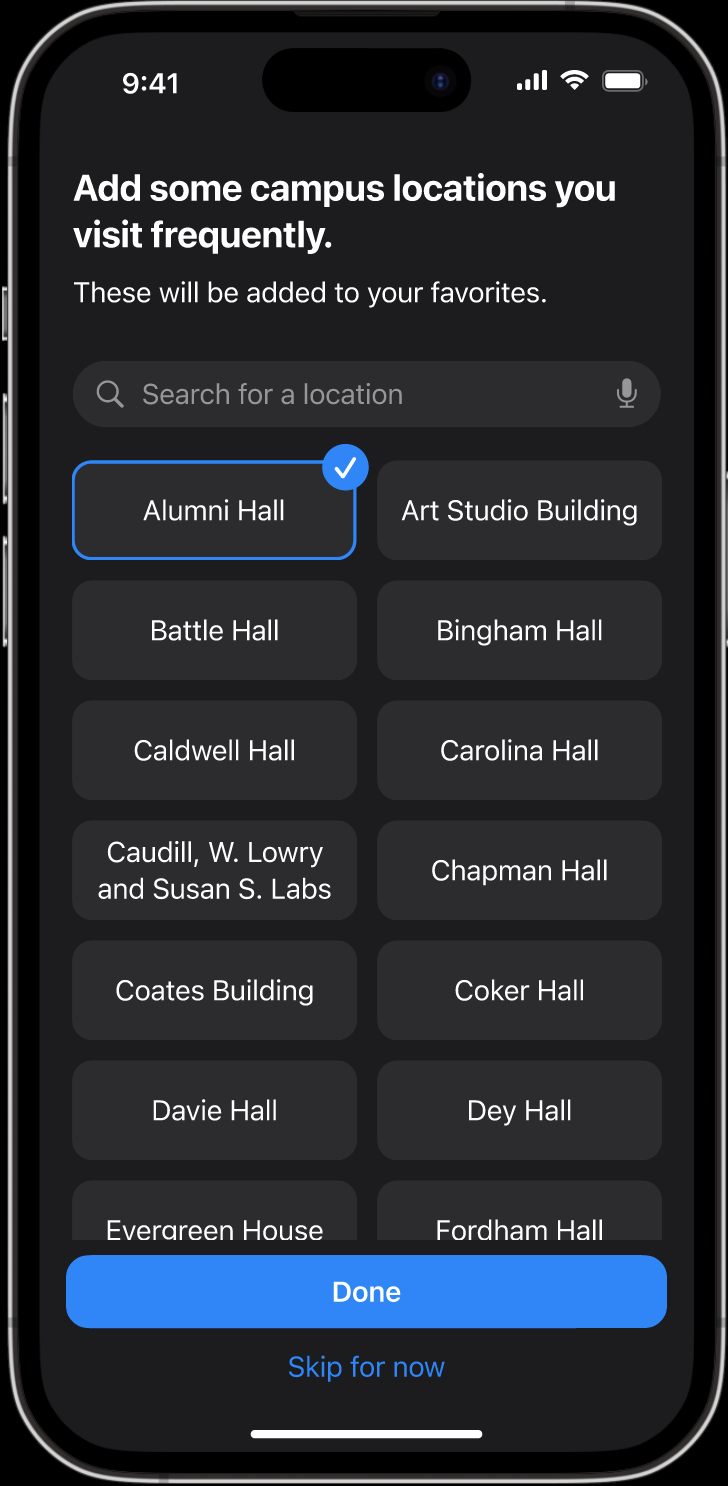 9:41
Add some campus locations you
visit frequently.
These will be added to your favorites.
Search for a location
Alumni Hall
Art Studio Building
Battle Hall
Bingham Hall
Caldwell Hall
Carolina Hall
Caudill, W. Lowry
and Susan S. Labs
Chapman Hall
Coates Building
Coker Hall
Davie Hall
Dey Hall
Evergreen House
Fordham Hall
Done
Skip for now